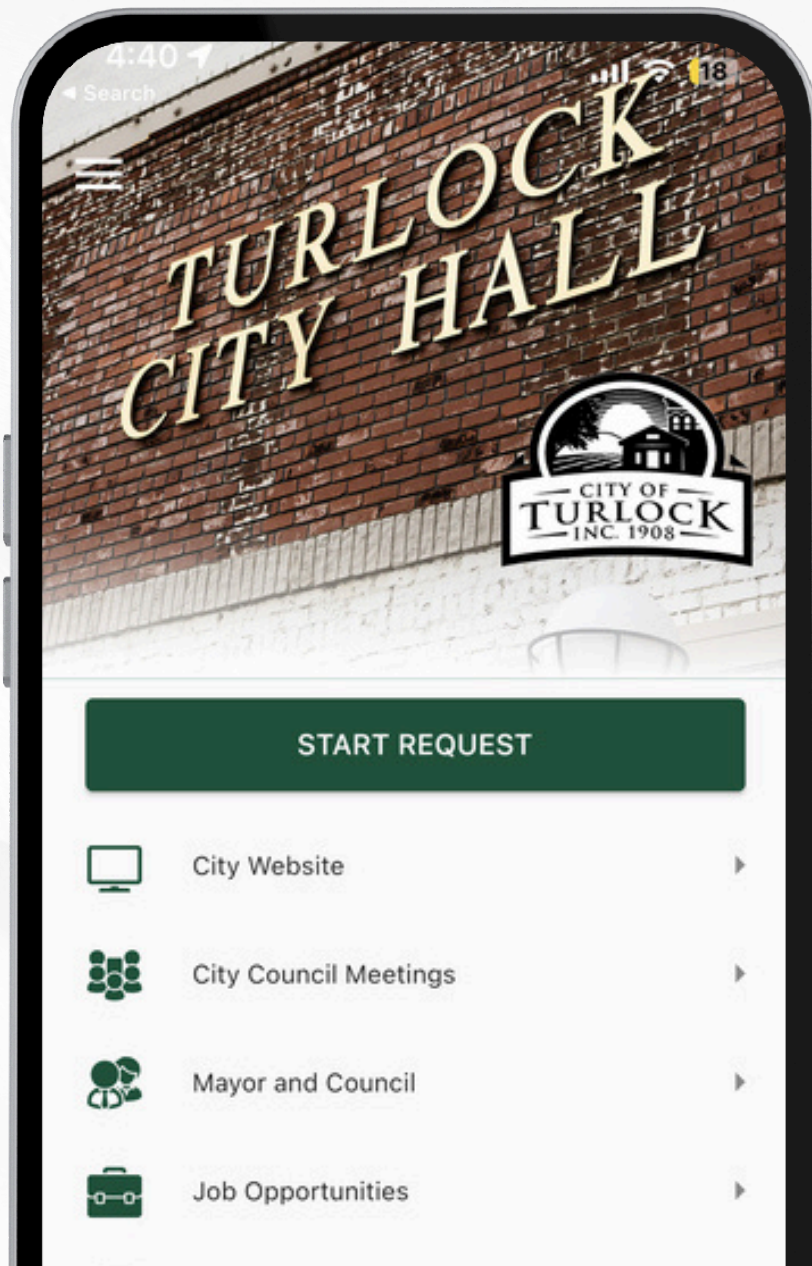 4:40
18
◀ Search
TURLOCK
CITY HALL
CITY OF
TURLOCK
INC. 1908
START REQUEST
City Website
City Council Meetings
Mayor and Council
Job Opportunities